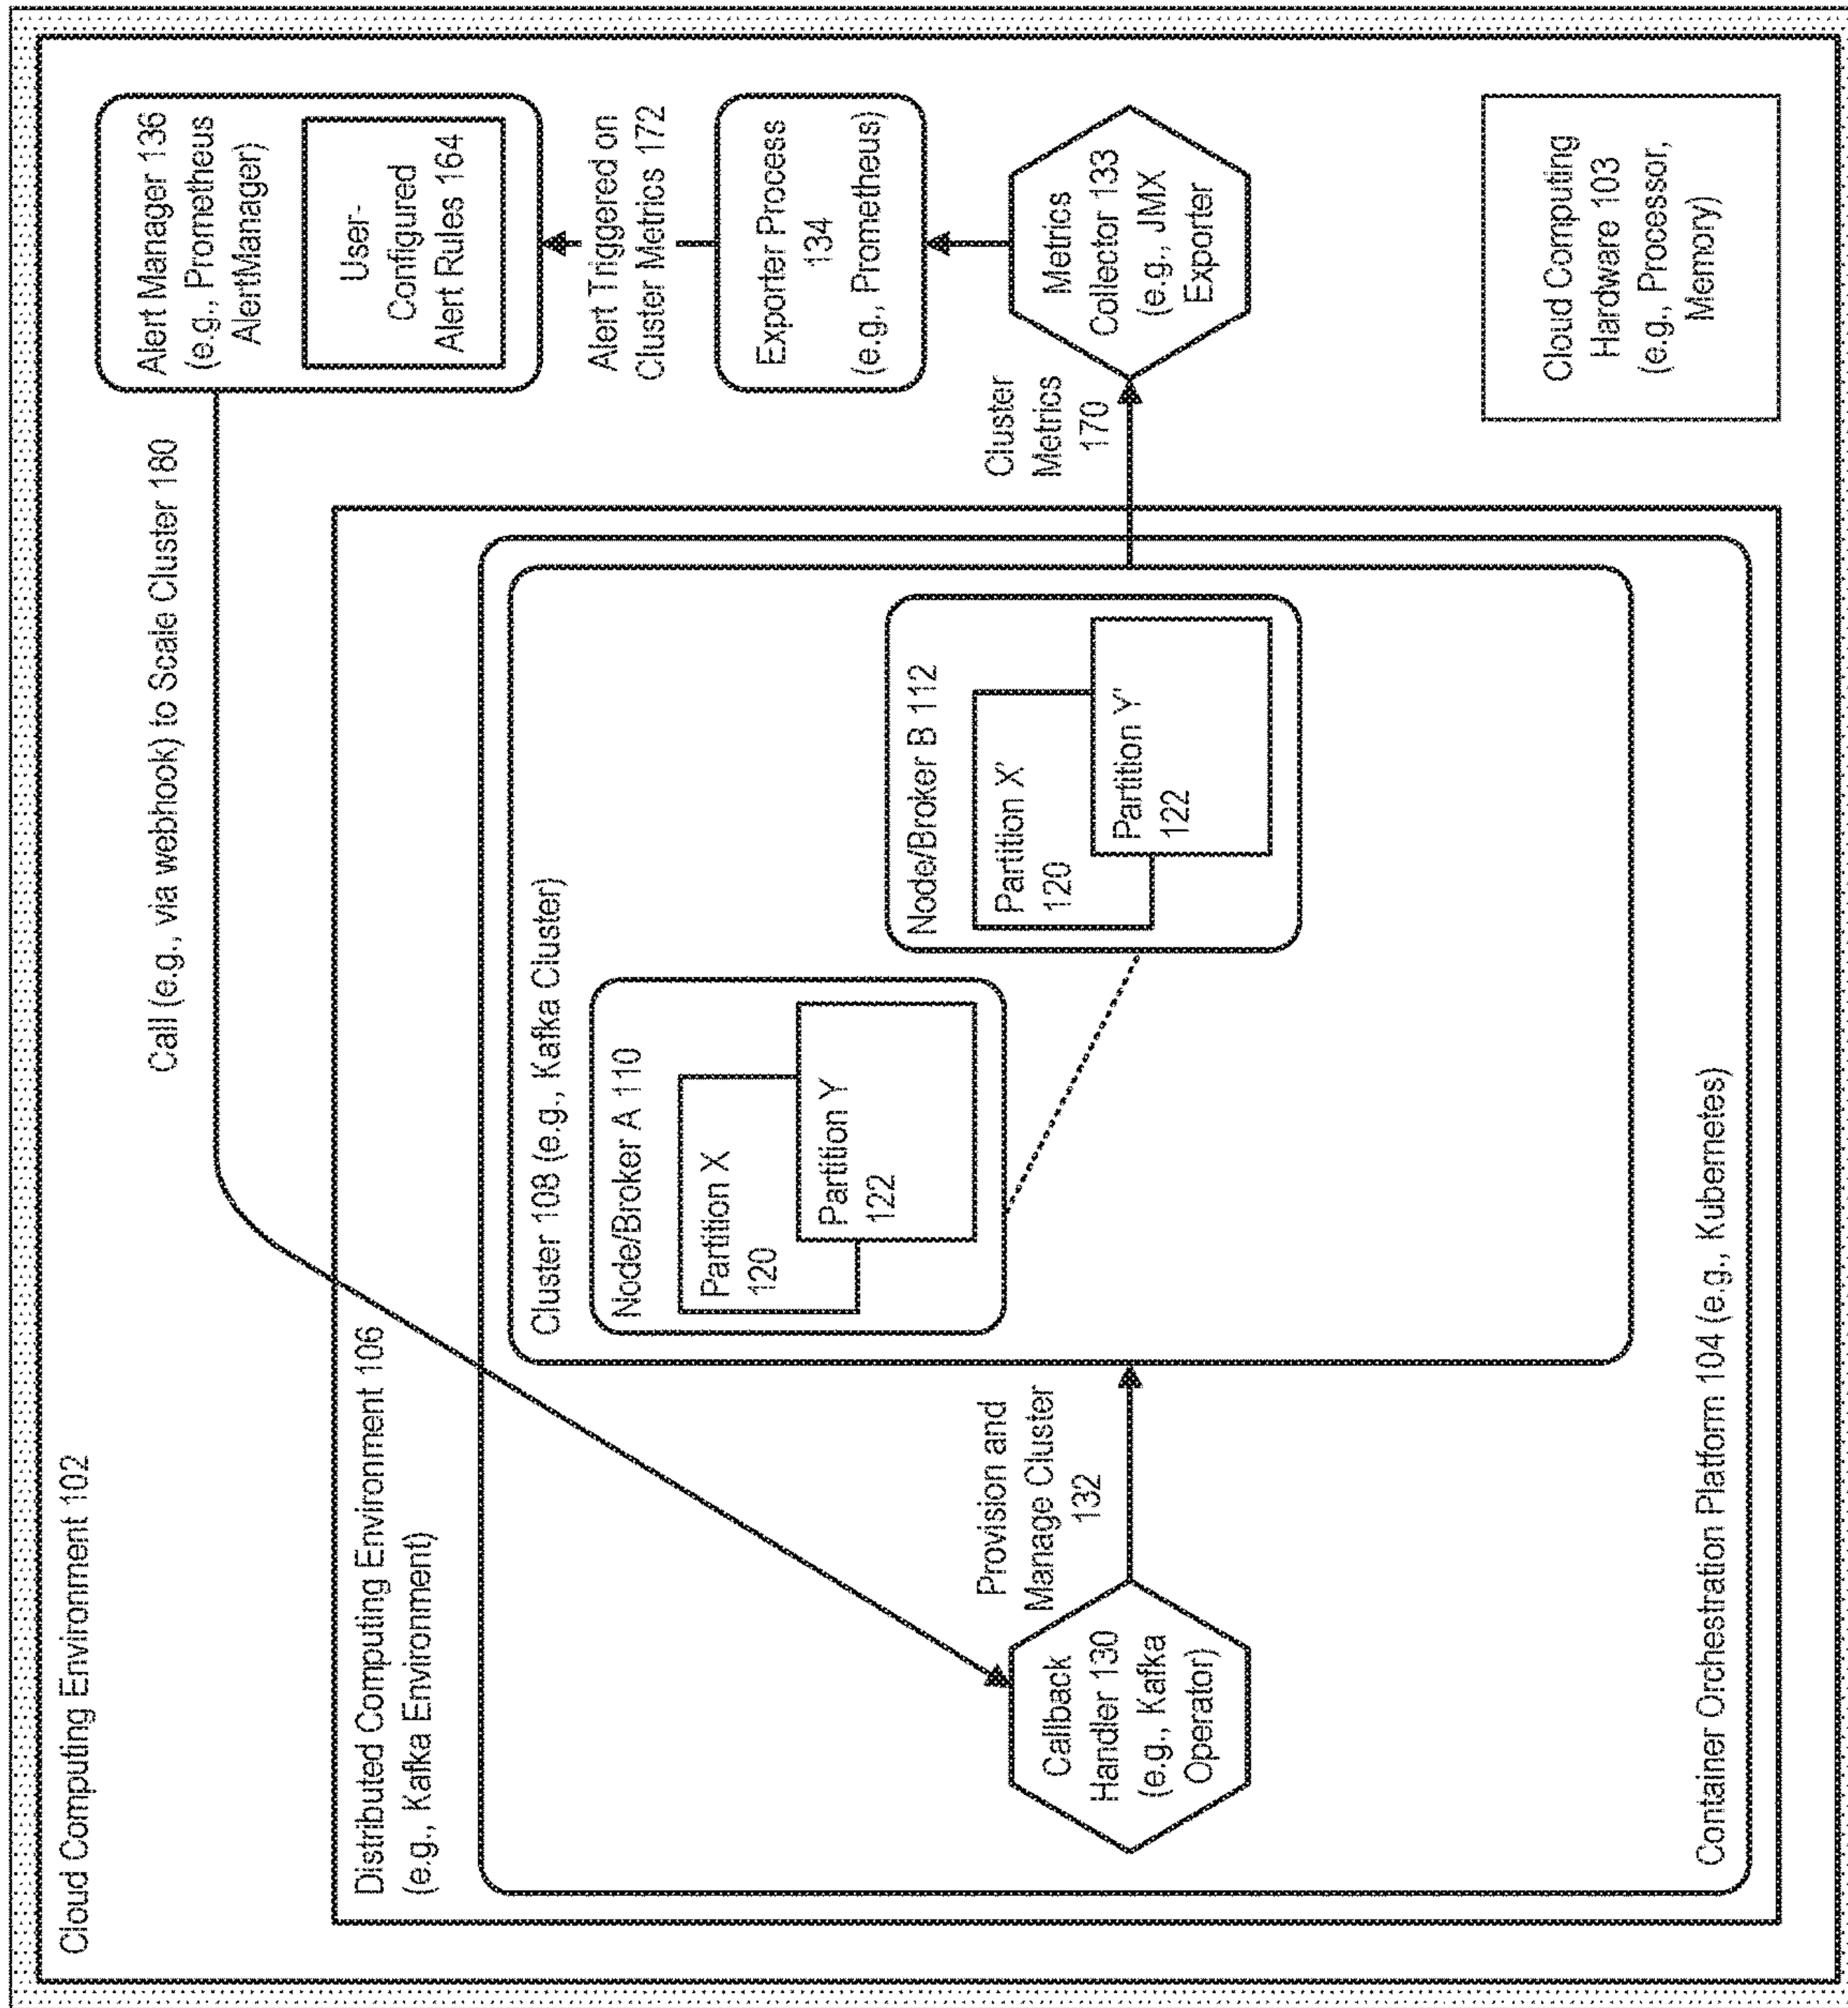 Cloud Computing Environment 102
Call (e.g., via webhook) to Scale Cluster 180
Alert Manager 136
(e.g., Prometheus
AlertManager)
User-
Configured
Alert Rules 164
Alert Triggered on
Cluster Metrics 172
Exporter Process
134
(e.g., Prometheus)
Metrics
Collector 133
(e.g., JMX
Exporter
Cluster
Metrics
170
Cloud Computing
Hardware 103
(e.g., Processor,
Memory)
Distributed Computing Environment 106
(e.g., Kafka Environment)
Cluster 108 (e.g., Kafka Cluster)
Node/Broker A 110
Partition X
120
Partition Y
122
Node/Broker B 112
Partition X'
120
Partition Y'
122
Provision and
Manage Cluster
132
Callback
Handler 130
(e.g., Kafka
Operator)
Container Orchestration Platform 104 (e.g., Kubernetes)